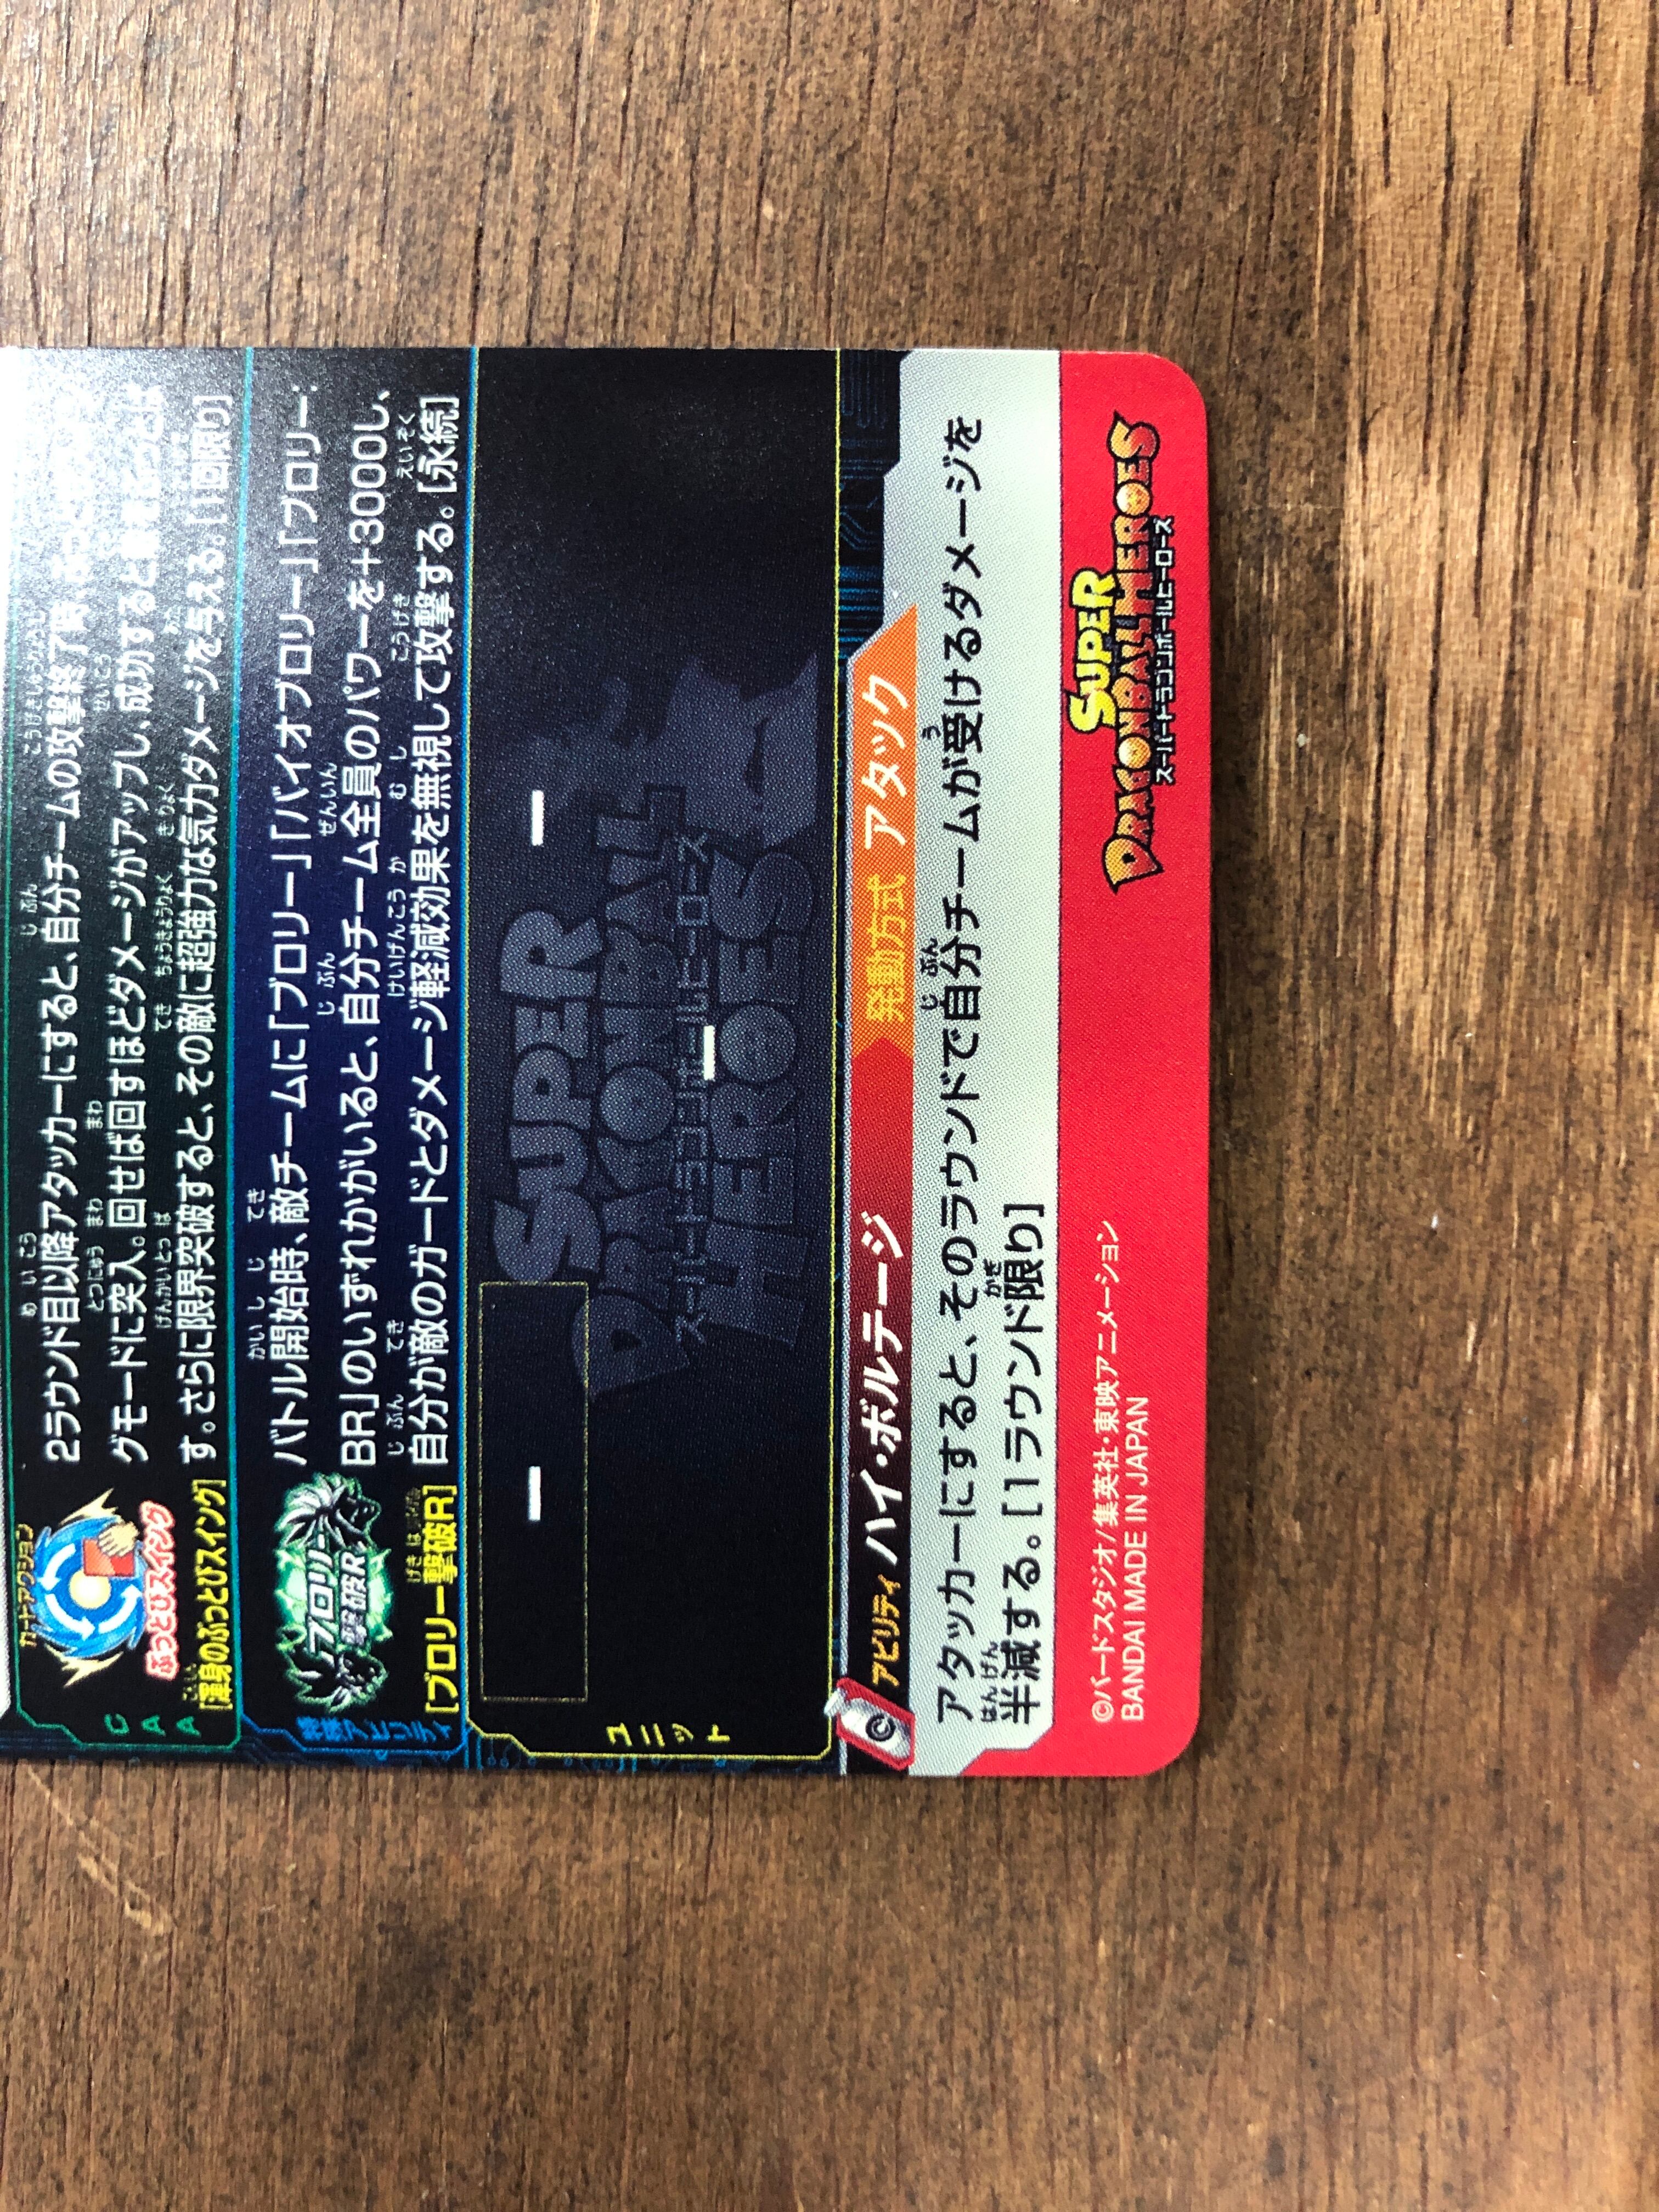 カードアクション
ぶっとびスイング
[渾身のぶっとびスイング]
CAA
2ラウンド目以降アタッカーにすると、自分チームの攻撃終了時
グモードに突入。回せば回すほどダメージがアップし、成功すると
す。さらに限界突破すると、その敵に超強力な気力ダメージを与える。[1回限り]
ブロリー
撃破R
[ブロリー撃破R]
バトル開始時、敵チームに「ブロリー」「バイオブロリー」「ブロリー：
BR」のいずれかがいると、自分チーム全員のパワーを+3000し、
自分が敵のガードとダメージ軽減効果を無視して攻撃する。[永続]
ユニット
ー
ー
ー
SUPER
DRAGONBALL
スーパードラゴンボールヒーローズ
HEROES
C
アビリティ ハイ・ボルテージ 発動方式 アタック
アタッカーにすると、そのラウンドで自分チームが受けるダメージを
半減する。[1ラウンド限り]
©バードスタジオ/集英社・東映アニメーション
BANDAI MADE IN JAPAN
SUPER
DRAGONBALL HEROES
スーパードラゴンボールヒーローズ